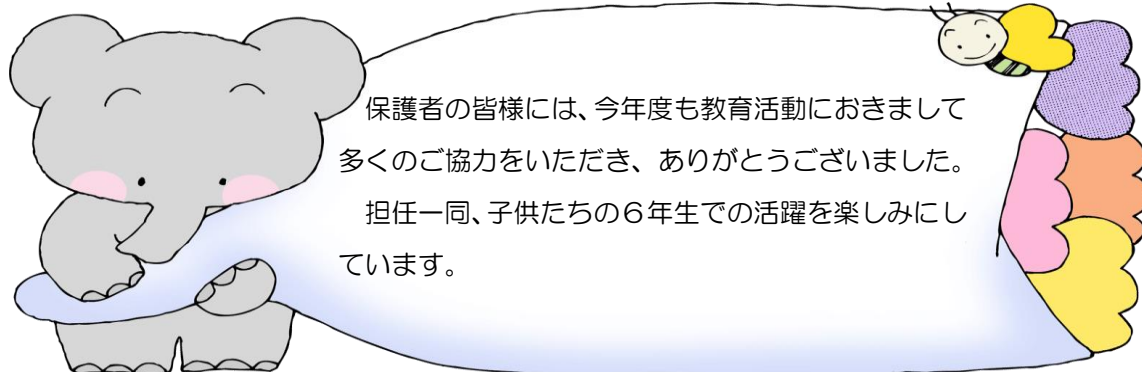 保護者の皆様には、今年度も教育活動におきまして
多くのご協力をいただき、ありがとうございました。
担任一同、子供たちの６年生での活躍を楽しみにし
ています。